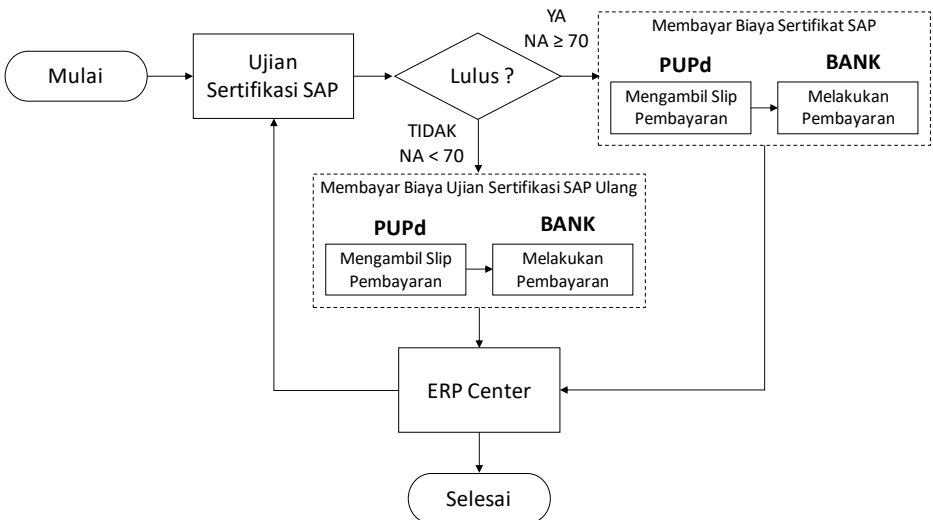 Mulai
Ujian
Sertifikasi SAP
Lulus ?
YA
NA ≥ 70
Membayar Biaya Sertifikat SAP
PUPd
BANK
Mengambil Slip
Pembayaran
Melakukan
Pembayaran
TIDAK
NA < 70
Membayar Biaya Ujian Sertifikasi SAP Ulang
PUPd
BANK
Mengambil Slip
Pembayaran
Melakukan
Pembayaran
ERP Center
Selesai